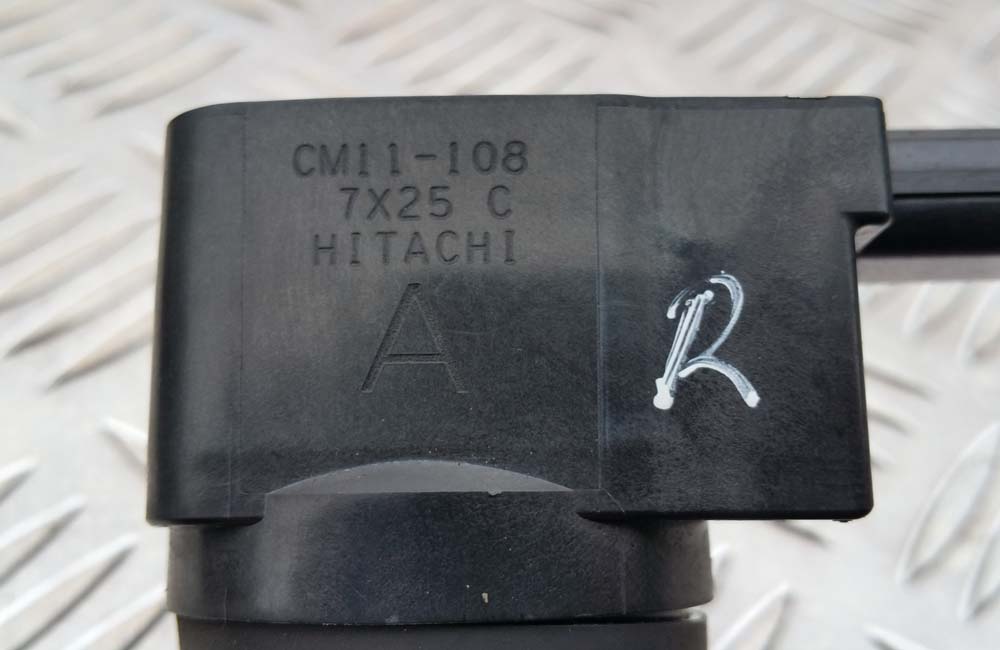 CM11-108
7X25 C
HITACHI
A
R